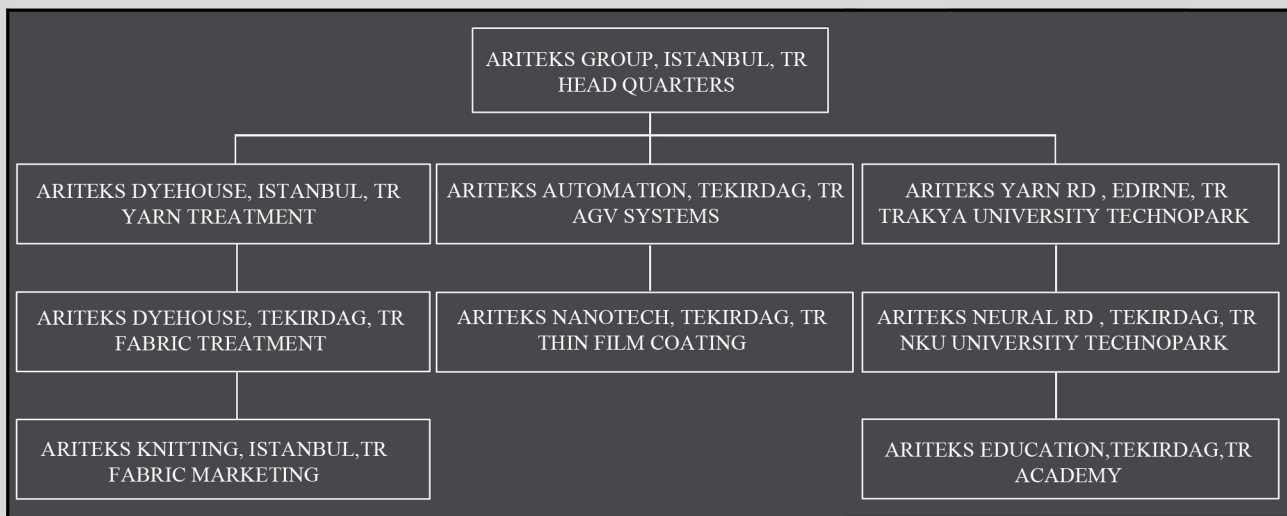 ARITEKS GROUP, ISTANBUL, TR
HEAD QUARTERS
ARITEKS DYEHOUSE, ISTANBUL, TR
YARN TREATMENT
ARITEKS AUTOMATION, TEKIRDAG, TR
AGV SYSTEMS
ARITEKS YARN RD , EDIRNE, TR
TRAKYA UNIVERSITY TECHNOPARK
ARITEKS DYEHOUSE, TEKIRDAG, TR
FABRIC TREATMENT
ARITEKS NANOTECH, TEKIRDAG, TR
THIN FILM COATING
ARITEKS NEURAL RD , TEKIRDAG, TR
NKU UNIVERSITY TECHNOPARK
ARITEKS KNITTING, ISTANBUL,TR
FABRIC MARKETING
ARITEKS EDUCATION,TEKIRDAG,TR
ACADEMY